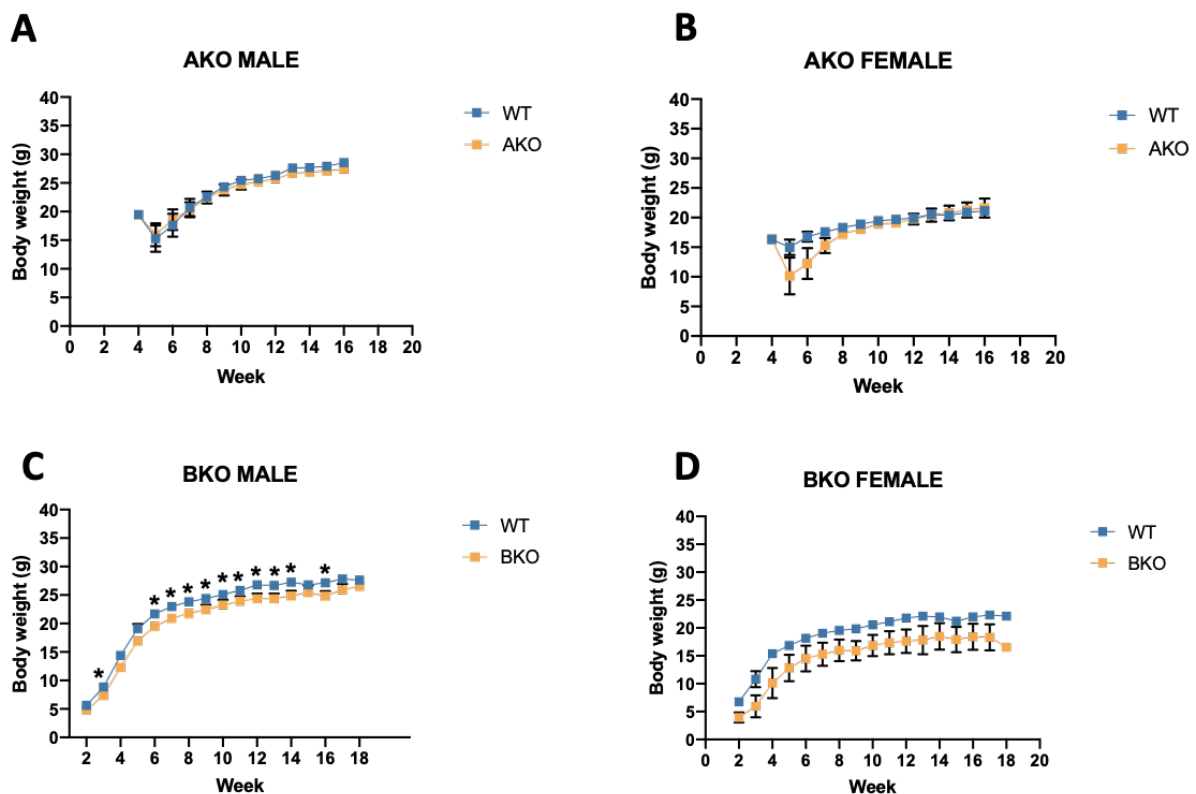 A
AKO MALE
40
35
30
25
20
15
10
5
0
Body weight (g)
0 2 4 6 8 10 12 14 16 18 20
Week
WT
AKO
B
AKO FEMALE
40
35
30
25
20
15
10
5
0
Body weight (g)
0 2 4 6 8 10 12 14 16 18 20
Week
WT
AKO
C
BKO MALE
40
35
30
25
20
15
10
5
0
Body weight (g)
* * * * * * * * * * *
2 4 6 8 10 12 14 16 18
Week
WT
BKO
D
BKO FEMALE
40
35
30
25
20
15
10
5
0
Body weight (g)
0 2 4 6 8 10 12 14 16 18 20
Week
WT
BKO